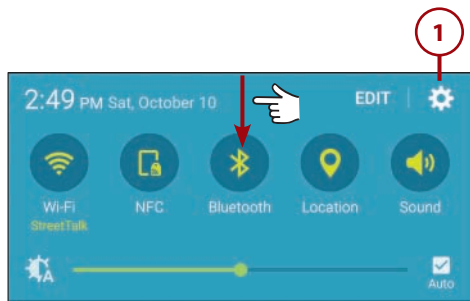 1
2:49 PM Sat, October 10 EDIT
Wi-Fi NFC Bluetooth Location Sound
StreetTalk
A Auto